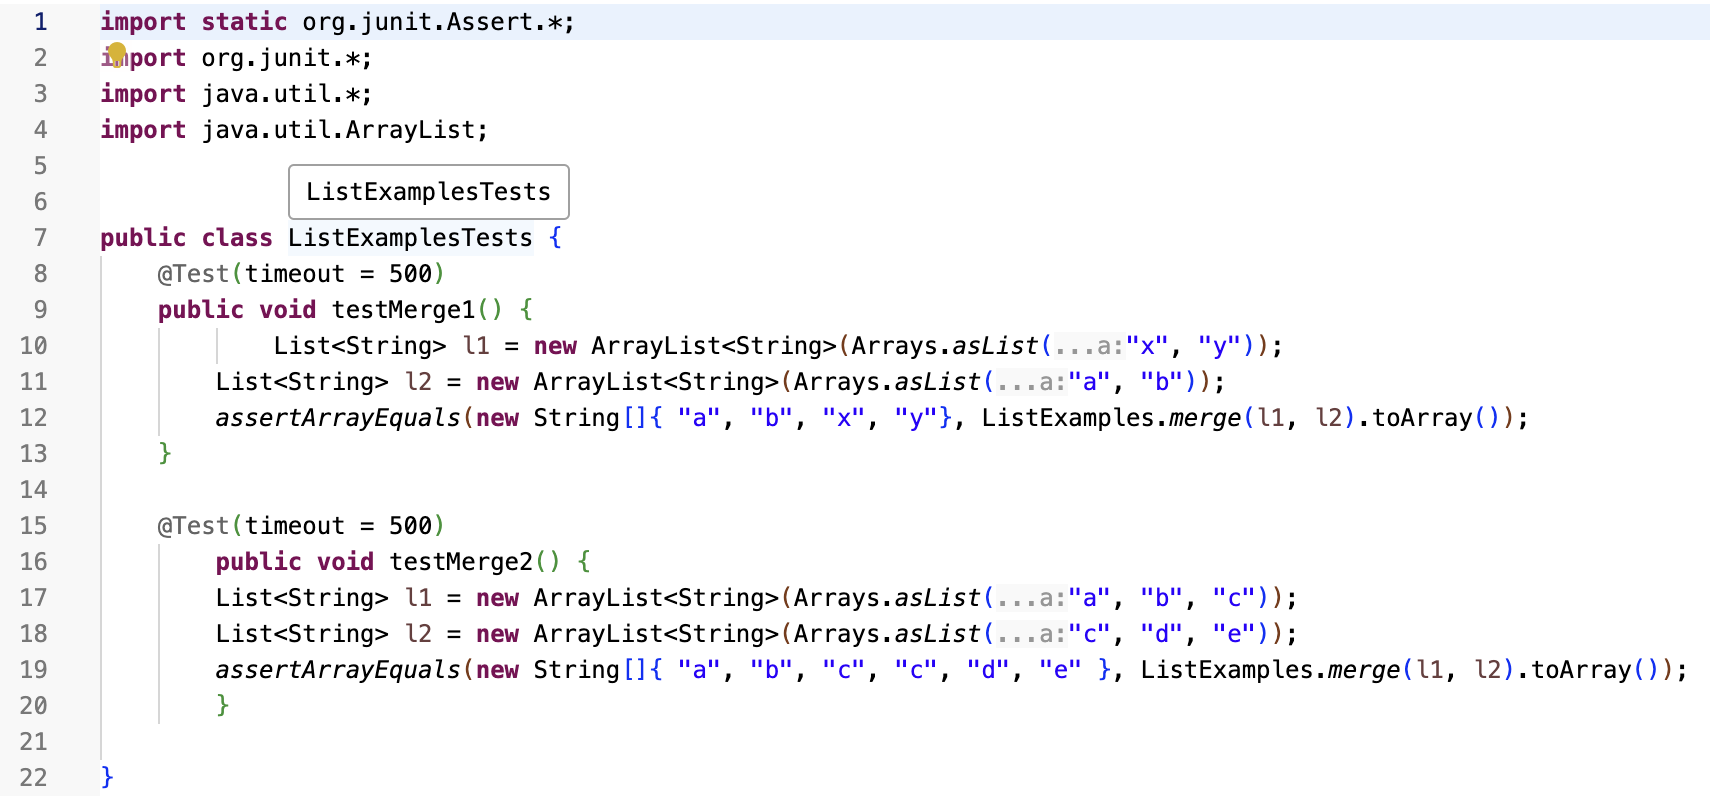 1 import static org.junit.Assert.*;
2 import org.junit.*;
3 import java.util.*;
4 import java.util.ArrayList;
5
ListExamplesTests
6
7 public class ListExamplesTests {
8 @Test(timeout = 500)
9 public void testMerge1() {
10 List<String> l1 = new ArrayList<String>(Arrays.asList(...a:"x", "y"));
11 List<String> l2 = new ArrayList<String>(Arrays.asList(...a:"a", "b"));
12 assertArrayEquals(new String[]{ "a", "b", "x", "y"}, ListExamples.merge(l1, l2).toArray());
13 }
14
15 @Test(timeout = 500)
16 public void testMerge2() {
17 List<String> l1 = new ArrayList<String>(Arrays.asList(...a:"a", "b", "c"));
18 List<String> l2 = new ArrayList<String>(Arrays.asList(...a:"c", "d", "e"));
19 assertArrayEquals(new String[]{ "a", "b", "c", "c", "d", "e" }, ListExamples.merge(l1, l2).toArray());
20 }
21
22 }